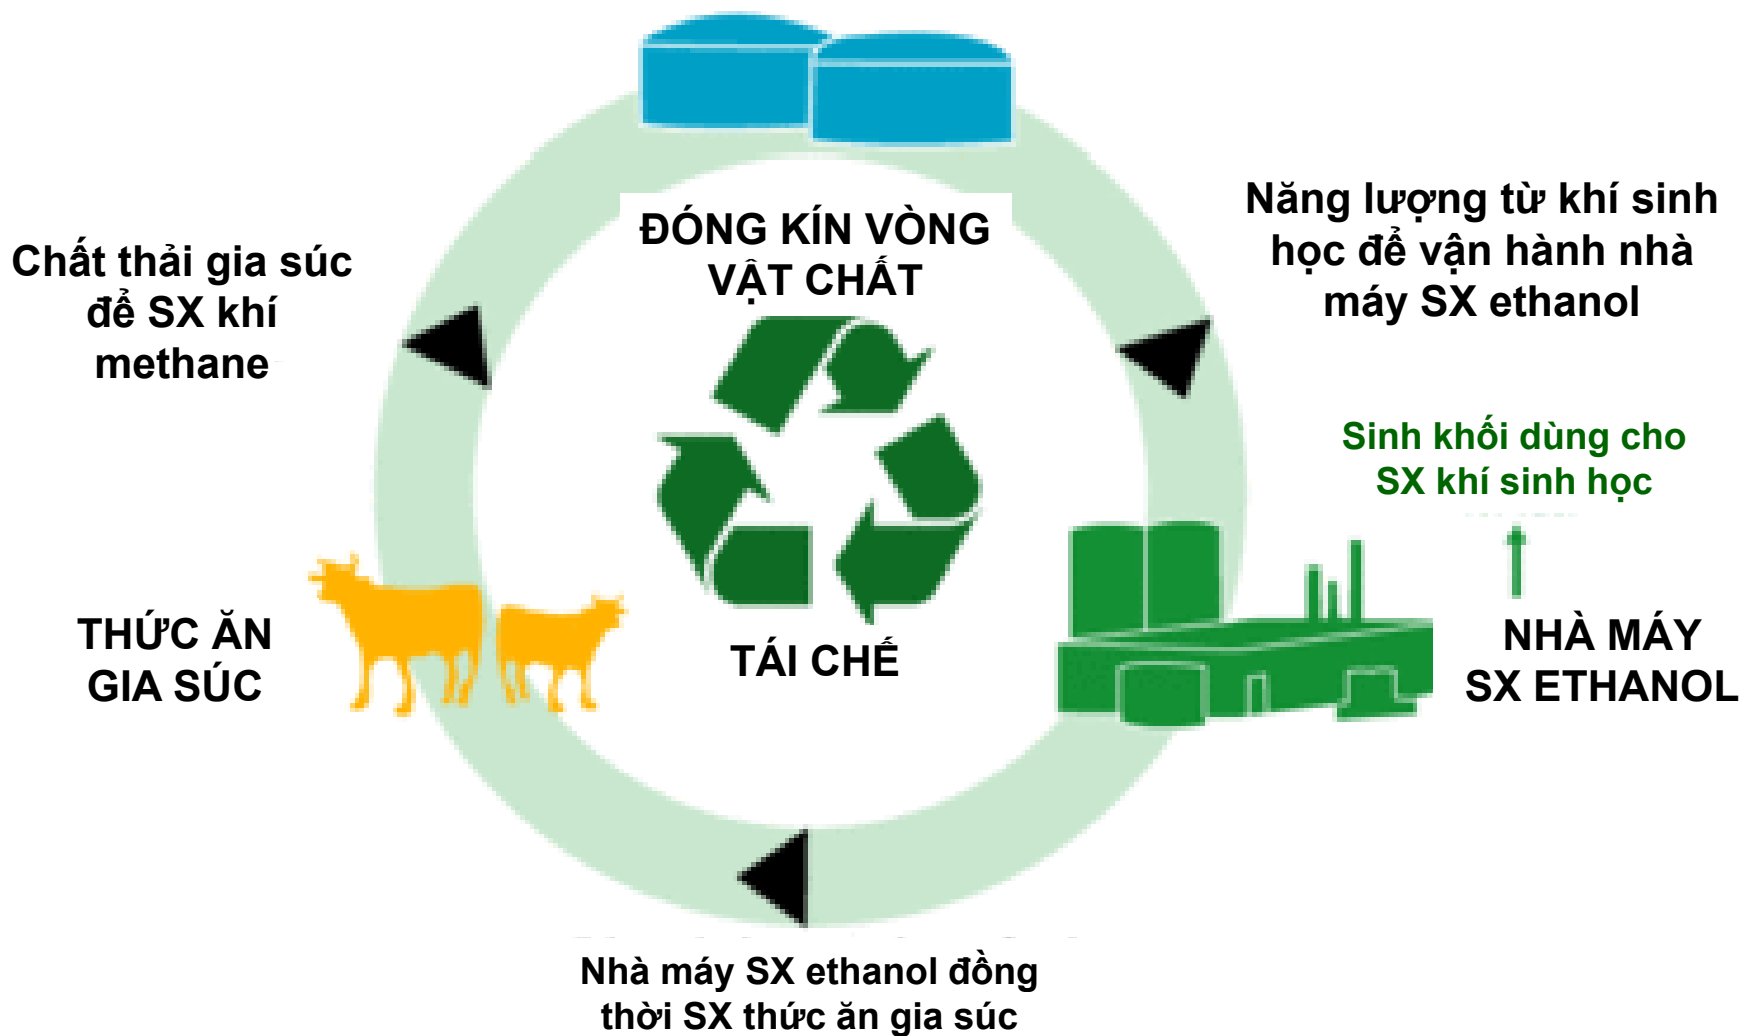 ĐÓNG KÍN VÒNG
VẬT CHẤT
Năng lượng từ khí sinh
học để vận hành nhà
máy SX ethanol
Chất thải gia súc
để SX khí
methane
Sinh khối dùng cho
SX khí sinh học
THỨC ĂN
GIA SÚC
TÁI CHẾ
NHÀ MÁY
SX ETHANOL
Nhà máy SX ethanol đồng
thời SX thức ăn gia súc